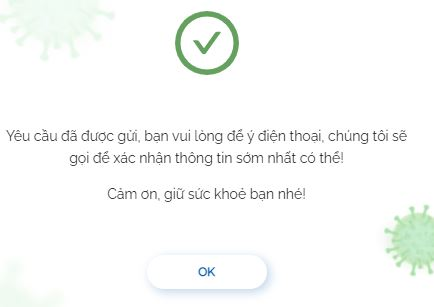 Yêu cầu đã được gửi, bạn vui lòng để ý điện thoại, chúng tôi sẽ
gọi để xác nhận thông tin sớm nhất có thể!
Cảm ơn, giữ sức khoẻ bạn nhé!
OK